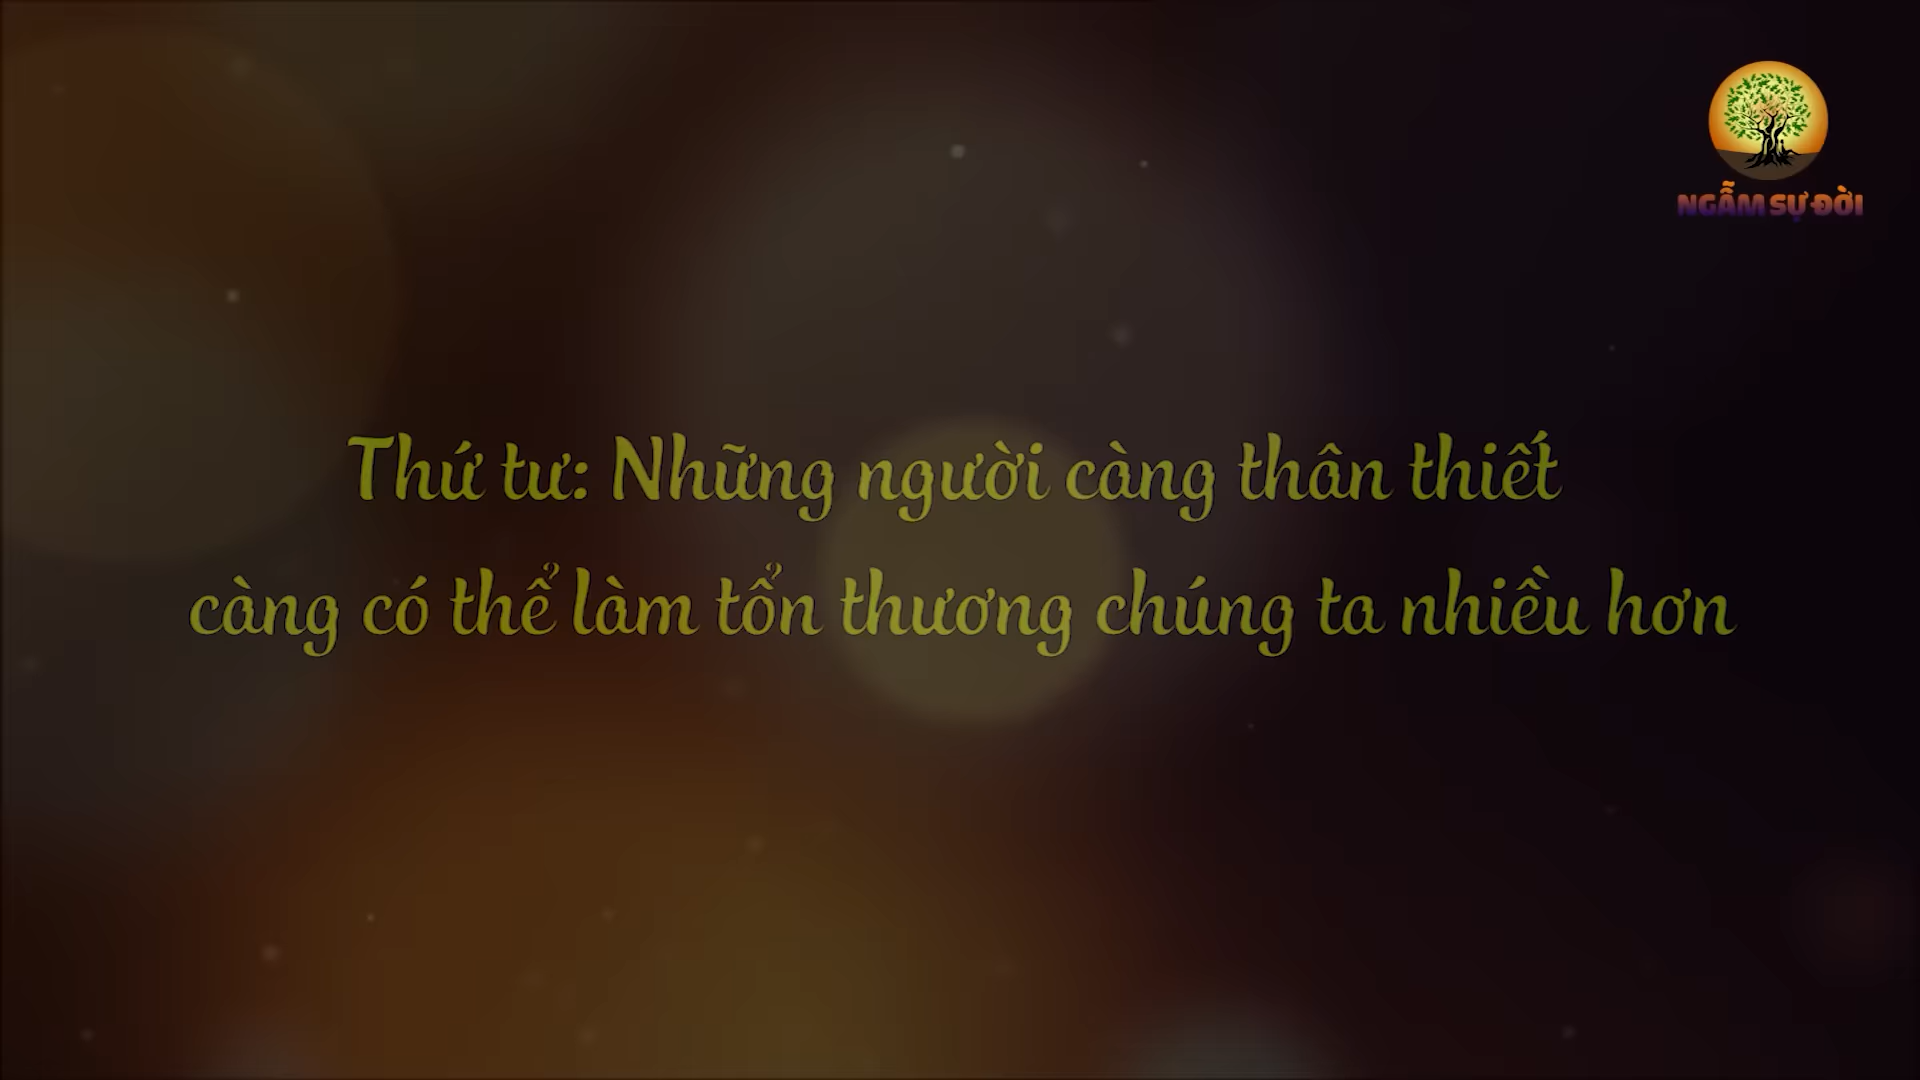 NGẪM SỰ ĐỜI
Thứ tư: Những người càng thân thiết
càng có thể làm tổn thương chúng ta nhiều hơn